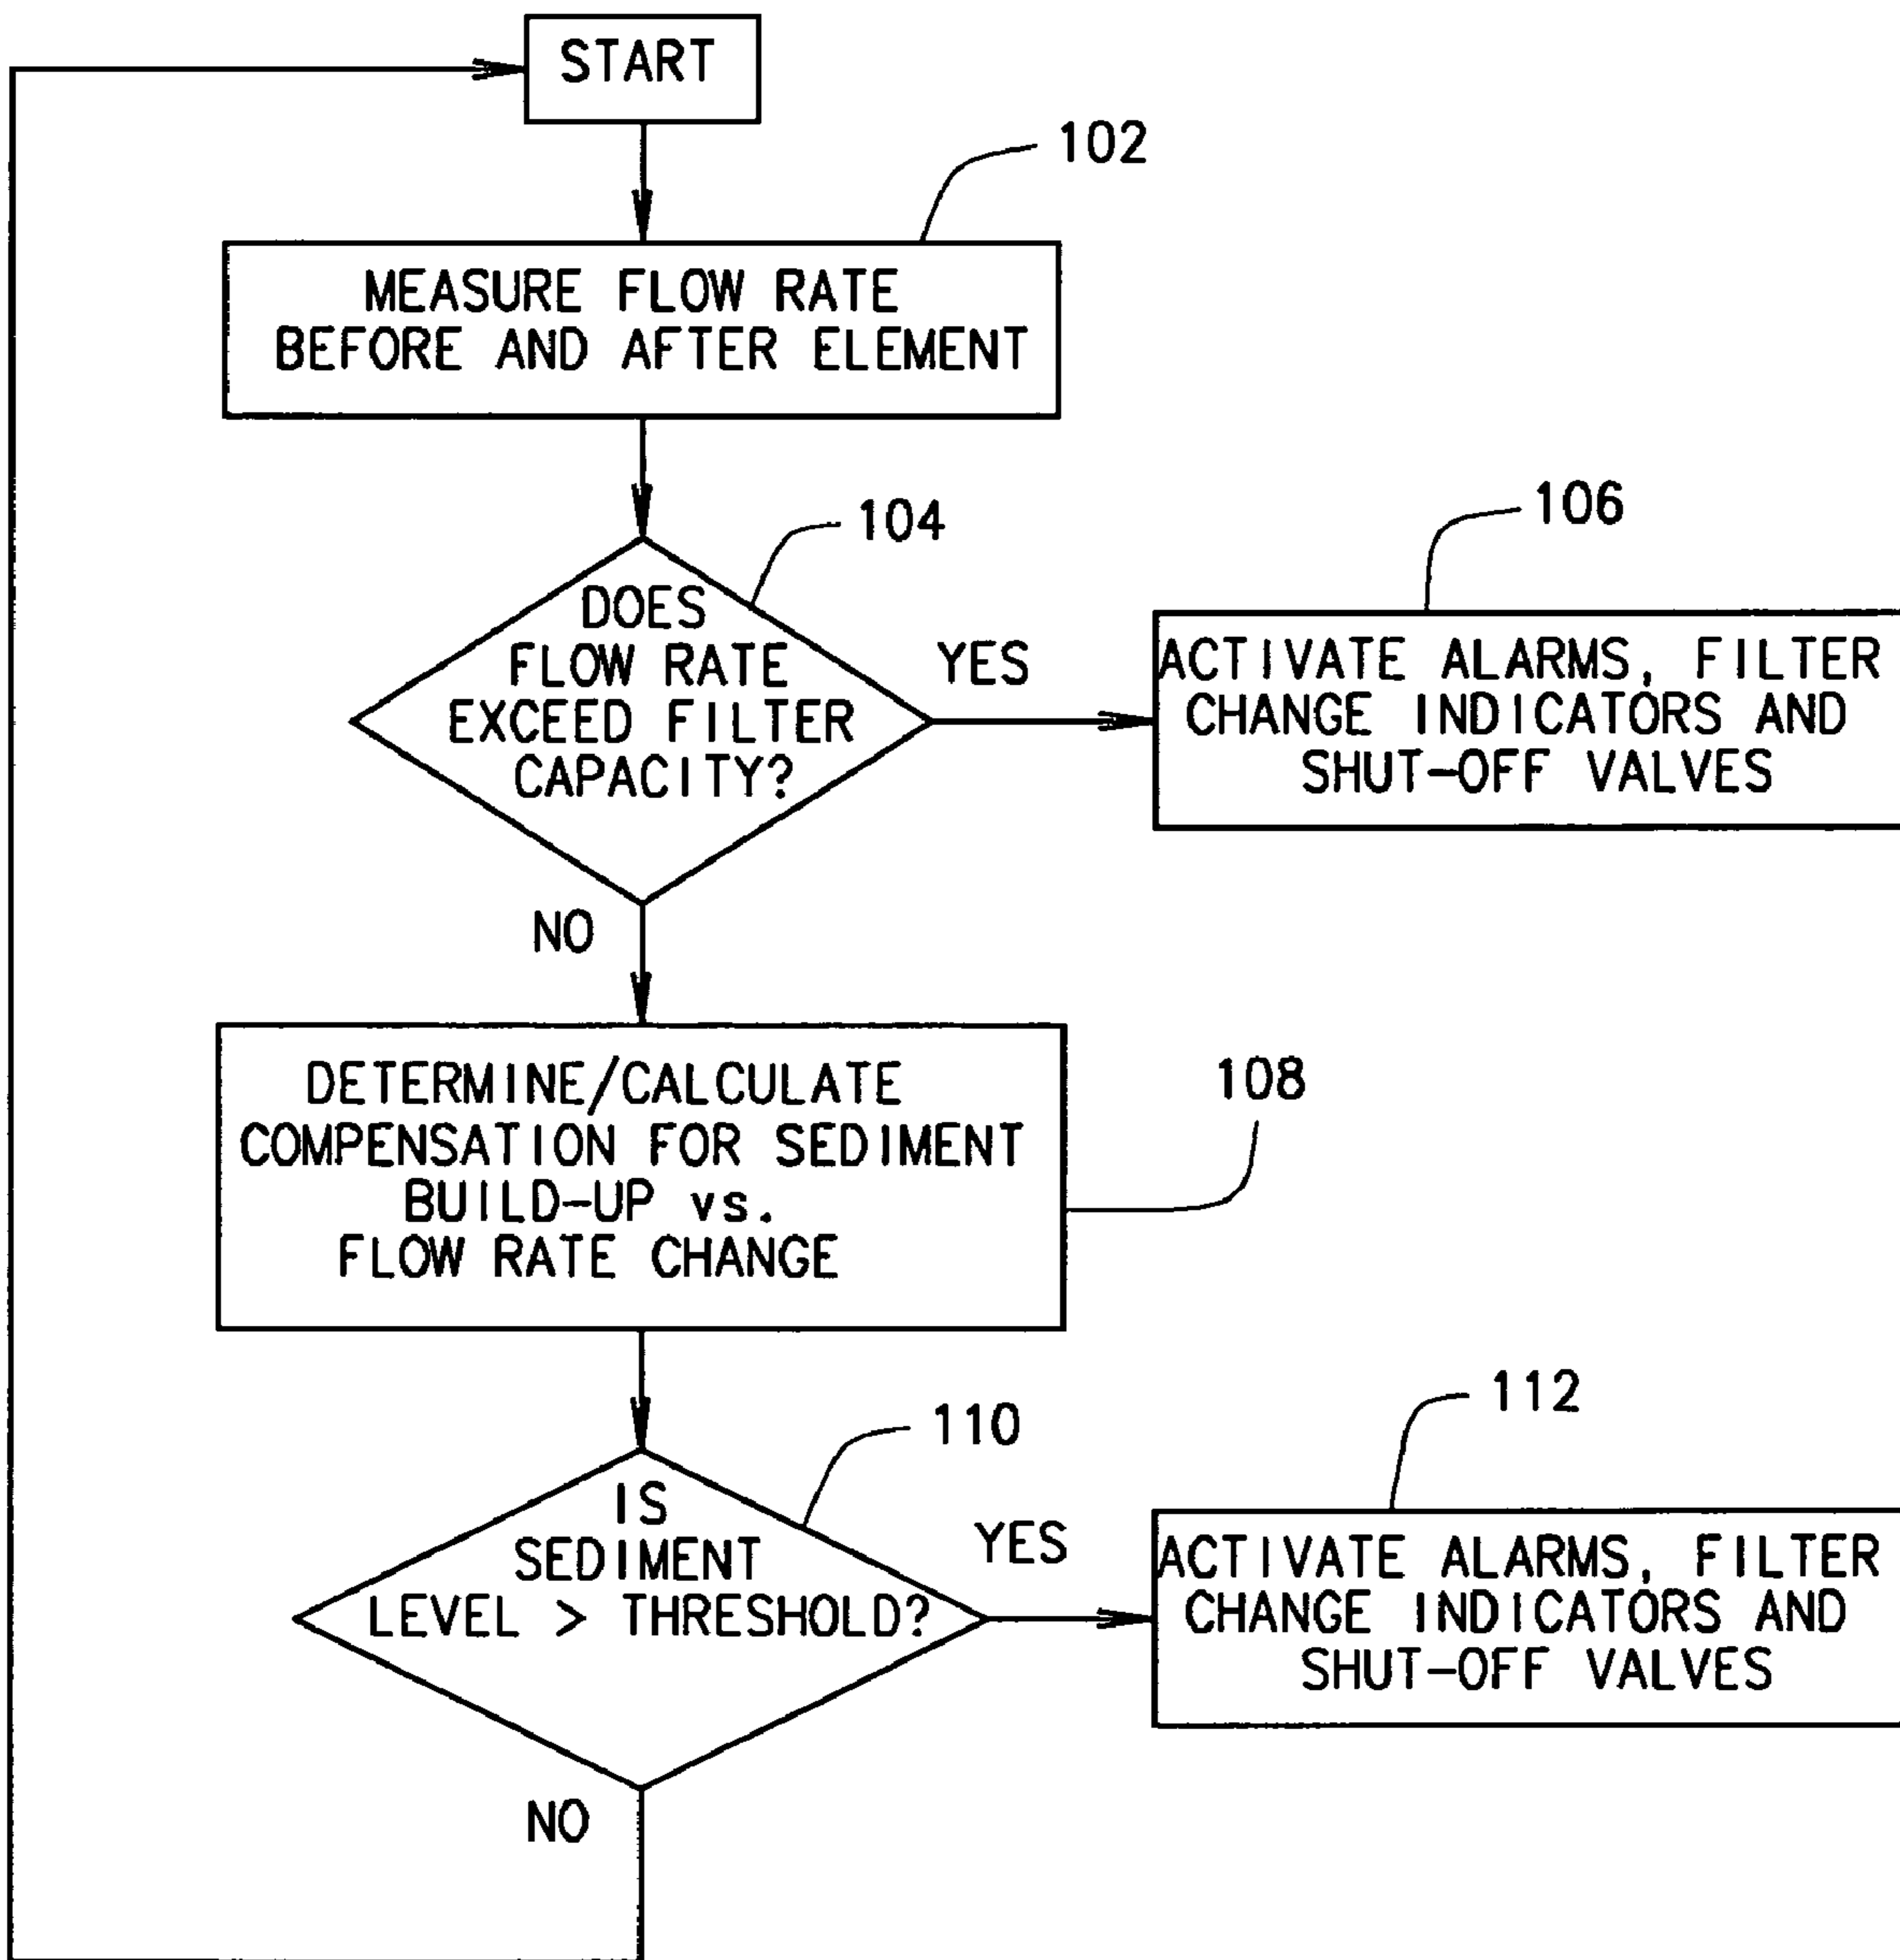 START
102
MEASURE FLOW RATE
BEFORE AND AFTER ELEMENT
104
DOES
FLOW RATE
EXCEED FILTER
CAPACITY?
YES
106
ACTIVATE ALARMS, FILTER
CHANGE INDICATORS AND
SHUT-OFF VALVES
NO
DETERMINE/CALCULATE
COMPENSATION FOR SEDIMENT
BUILD-UP vs.
FLOW RATE CHANGE
108
110
IS
SEDIMENT
LEVEL > THRESHOLD?
YES
112
ACTIVATE ALARMS, FILTER
CHANGE INDICATORS AND
SHUT-OFF VALVES
NO